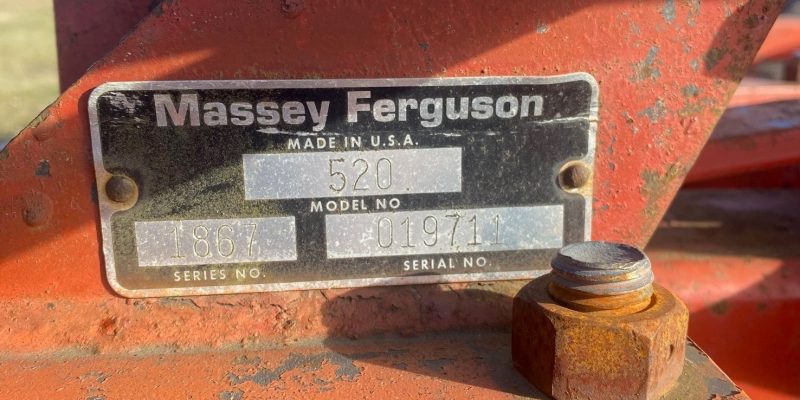 Massey Ferguson
MADE IN U.S.A.
520
MODEL NO
1867 019711
SERIES NO. SERIAL NO.